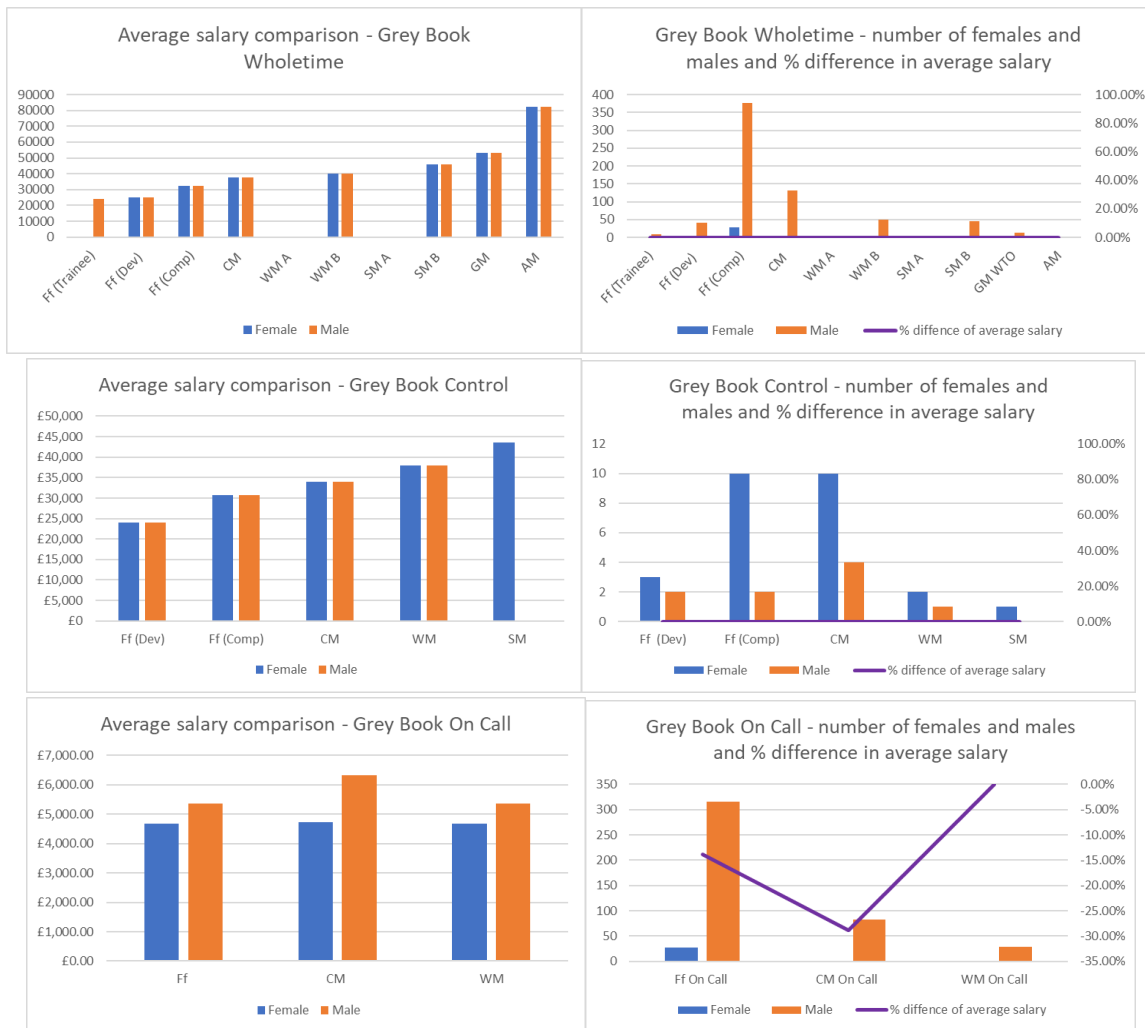 Average salary comparison - Grey Book
Wholetime
90000
80000
70000
60000
50000
40000
30000
20000
10000
0
Ff (Trainee)
Ff (Dev)
Ff (Comp)
CM
WM A
WM B
SM A
SM B
GM
AM
Female Male
Grey Book Wholetime - number of females and
males and % difference in average salary
400
350
300
250
200
150
100
50
0
100.00%
80.00%
60.00%
40.00%
20.00%
0.00%
Ff (Trainee)
Ff (Dev)
Ff (Comp)
CM
WM A
WM B
SM A
SM B
GM WTO
AM
Female Male % diffence of average salary
Average salary comparison - Grey Book Control
£50,000
£45,000
£40,000
£35,000
£30,000
£25,000
£20,000
£15,000
£10,000
£5,000
£0
Ff (Dev) Ff (Comp) CM WM SM
Female Male
Grey Book Control - number of females and
males and % difference in average salary
12
10
8
6
4
2
0
100.00%
80.00%
60.00%
40.00%
20.00%
0.00%
Ff (Dev) Ff (Comp) CM WM SM
Female Male % diffence of average salary
Average salary comparison - Grey Book On Call
£7,000.00
£6,000.00
£5,000.00
£4,000.00
£3,000.00
£2,000.00
£1,000.00
£0.00
Ff CM WM
Female Male
Grey Book On Call - number of females and males
and % difference in average salary
350
300
250
200
150
100
50
0
0.00%
-5.00%
-10.00%
-15.00%
-20.00%
-25.00%
-30.00%
-35.00%
Ff On Call CM On Call WM On Call
Female Male % diffence of average salary